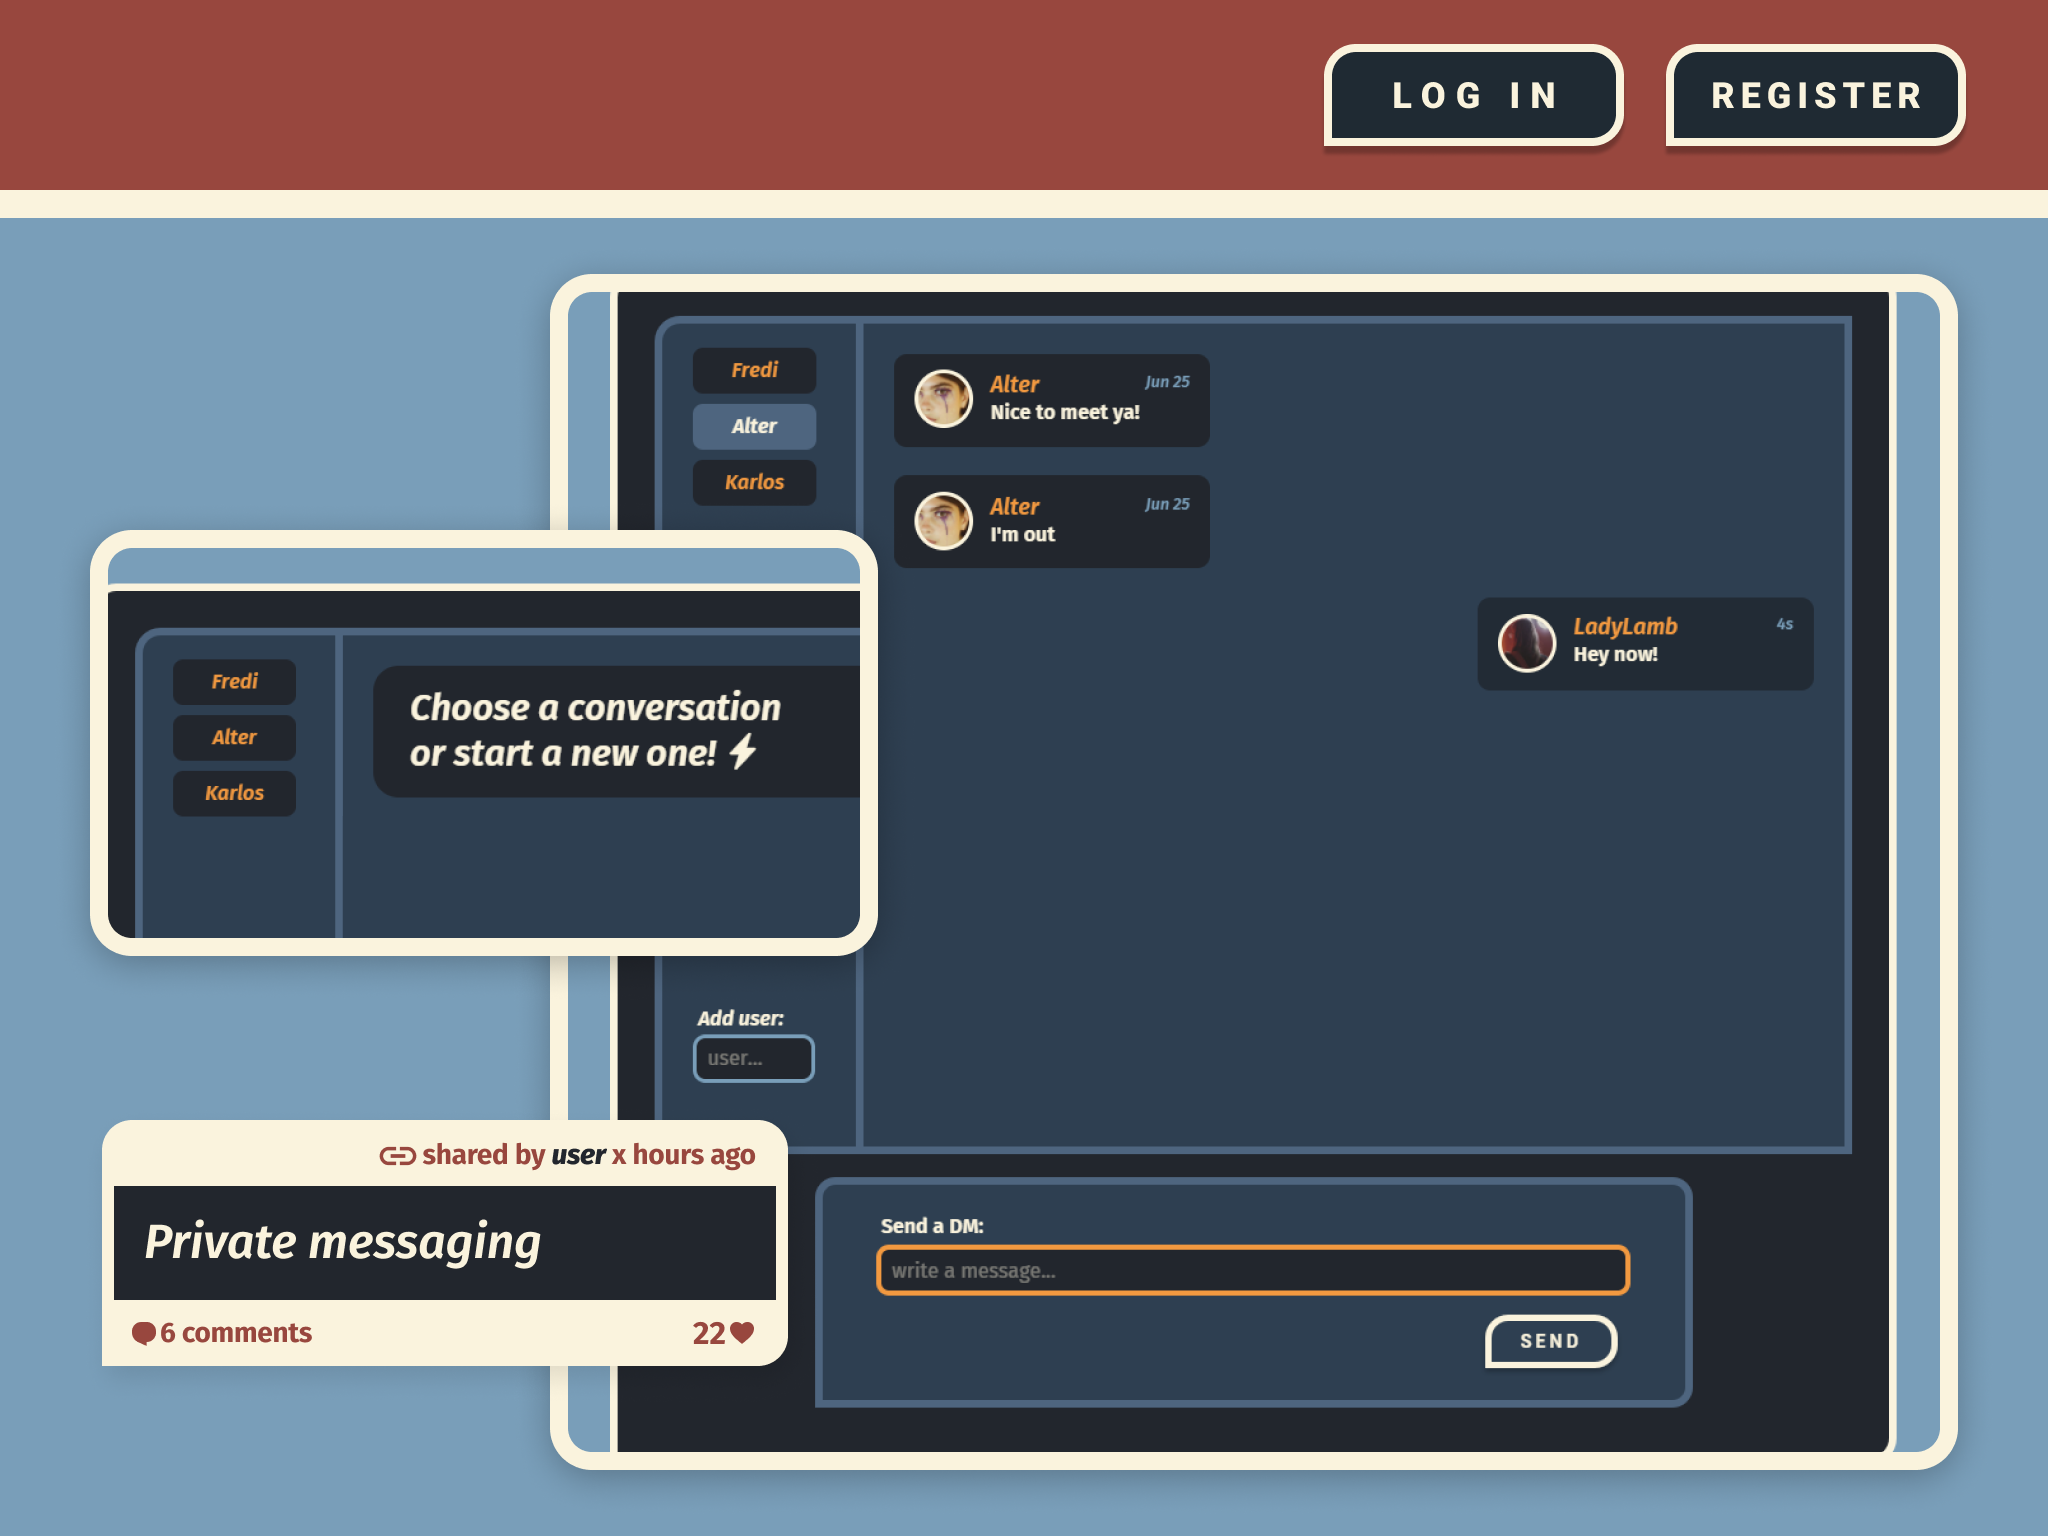 LOG IN
REGISTER
Fredi
Alter
Karlos
Alter Jun 25
Nice to meet ya!
Alter Jun 25
I'm out
LadyLamb 4s
Hey now!
Fredi
Alter
Karlos
Choose a conversation
or start a new one!
Add user:
user...
shared by user x hours ago
Private messaging
6 comments 22
Send a DM:
write a message...
SEND